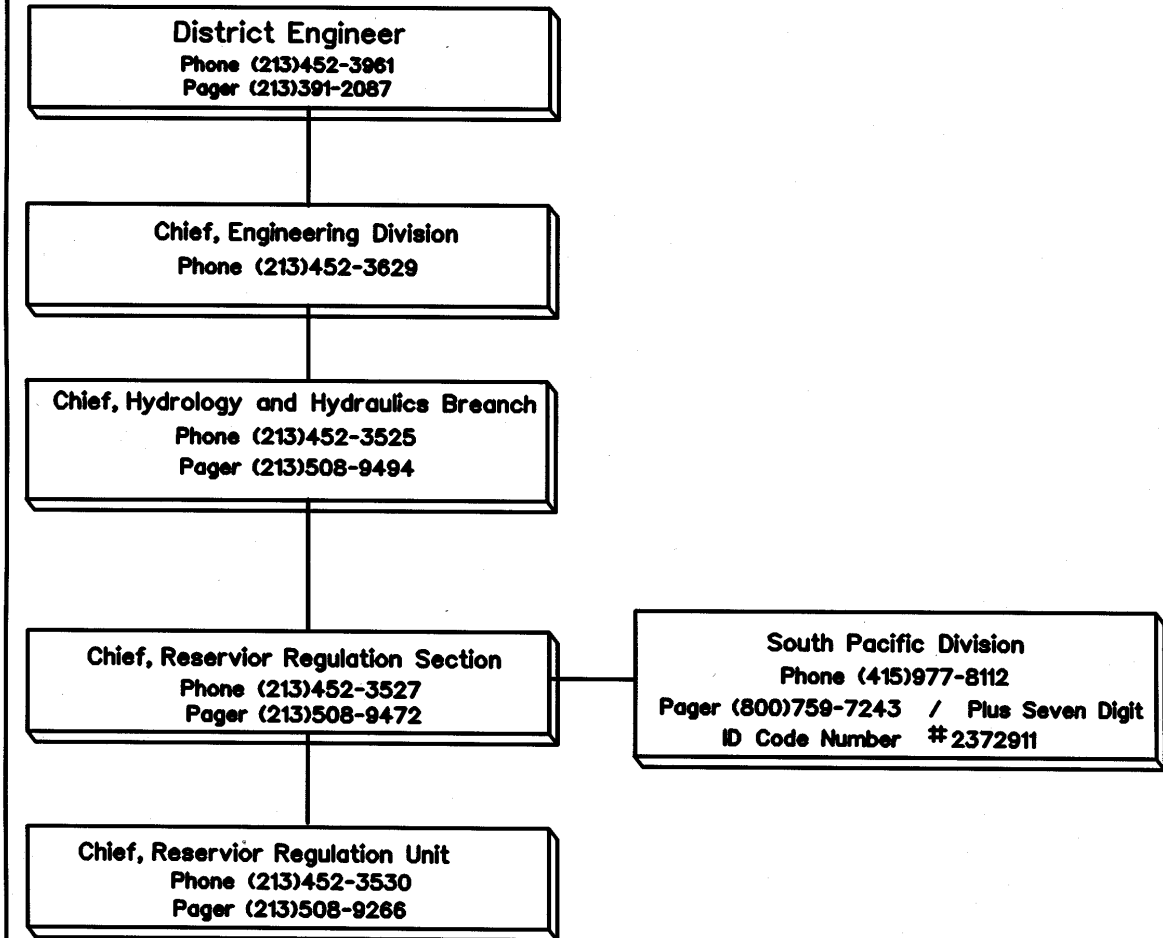 District Engineer
Phone (213)452-3961
Pager (213)391-2087
Chief, Engineering Division
Phone (213)452-3629
Chief, Hydrology and Hydraulics Breanch
Phone (213)452-3525
Pager (213)508-9494
Chief, Reservior Regulation Section
Phone (213)452-3527
Pager (213)508-9472
South Pacific Division
Phone (415)977-8112
Pager (800)759-7243 / Plus Seven Digit
ID Code Number #2372911
Chief, Reservior Regulation Unit
Phone (213)452-3530
Pager (213)508-9266